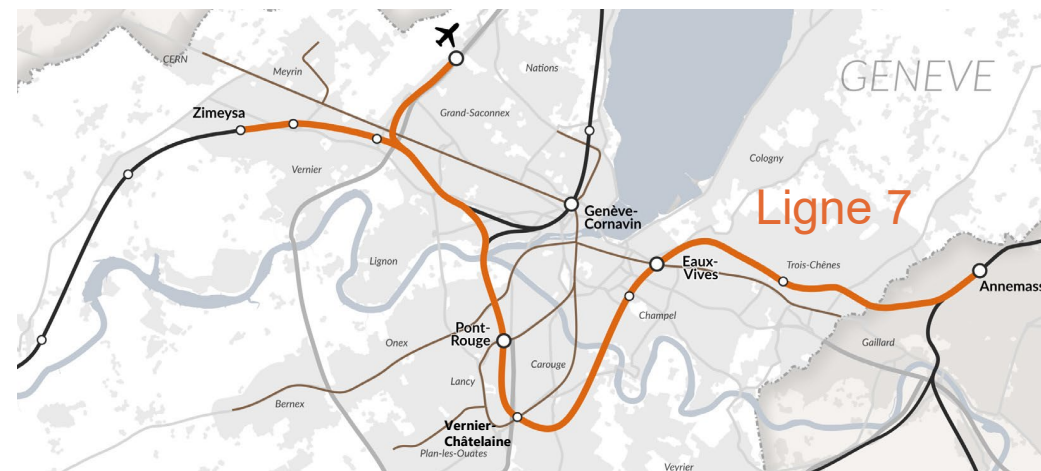 CERN
Meyrin
Nations
GENEVE
Zimeysa
Grand-Saconnex
Vernier
Cologny
Genève-
Cornavin
Ligne 7
Lignon
Eaux-
Vives
Trois-Chênes
Annemass
Champel
Pont-
Rouge
Onex
Carouge
Gaillard
Lancy
Bernex
Vernier-
Châtelaine
Plan-les-Ouates
Veyrier